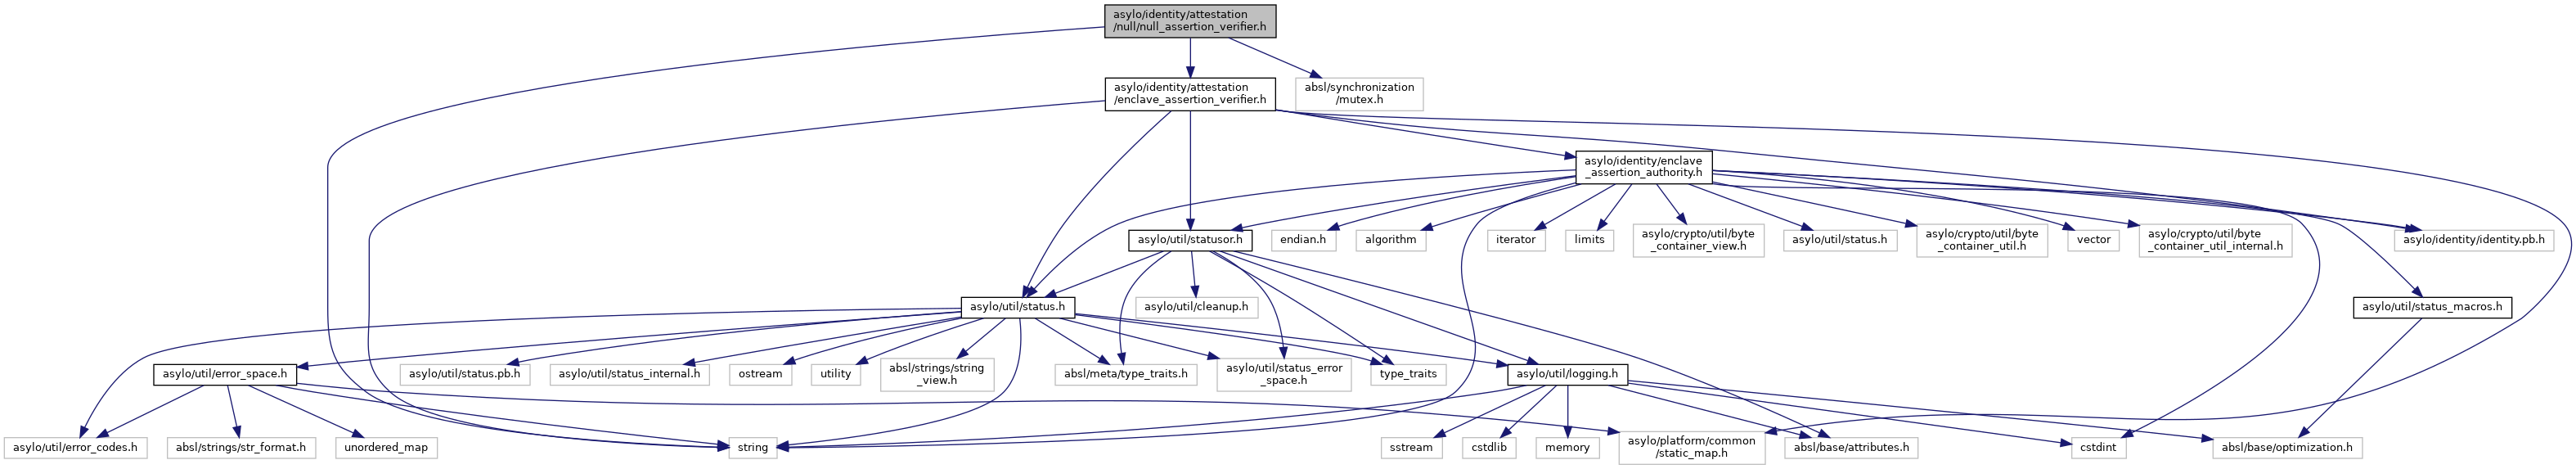 asylo/identity/attestation
/null/null_assertion_verifier.h
asylo/identity/attestation
/enclave_assertion_verifier.h
absl/synchronization
/mutex.h
asylo/identity/enclave
_assertion_authority.h
asylo/util/statusor.h
endian.h
algorithm
iterator
limits
asylo/crypto/util/byte
_container_view.h
asylo/util/status.h
asylo/crypto/util/byte
_container_util.h
vector
asylo/crypto/util/byte
_container_util_internal.h
asylo/identity/identity.pb.h
asylo/util/status.h
asylo/util/cleanup.h
asylo/util/status_macros.h
asylo/util/error_space.h
asylo/util/status.pb.h
asylo/util/status_internal.h
ostream
utility
absl/strings/string
_view.h
absl/meta/type_traits.h
asylo/util/status_error
_space.h
type_traits
asylo/util/logging.h
asylo/util/error_codes.h
absl/strings/str_format.h
unordered_map
string
sstream
cstdlib
memory
asylo/platform/common
/static_map.h
absl/base/attributes.h
cstdint
absl/base/optimization.h